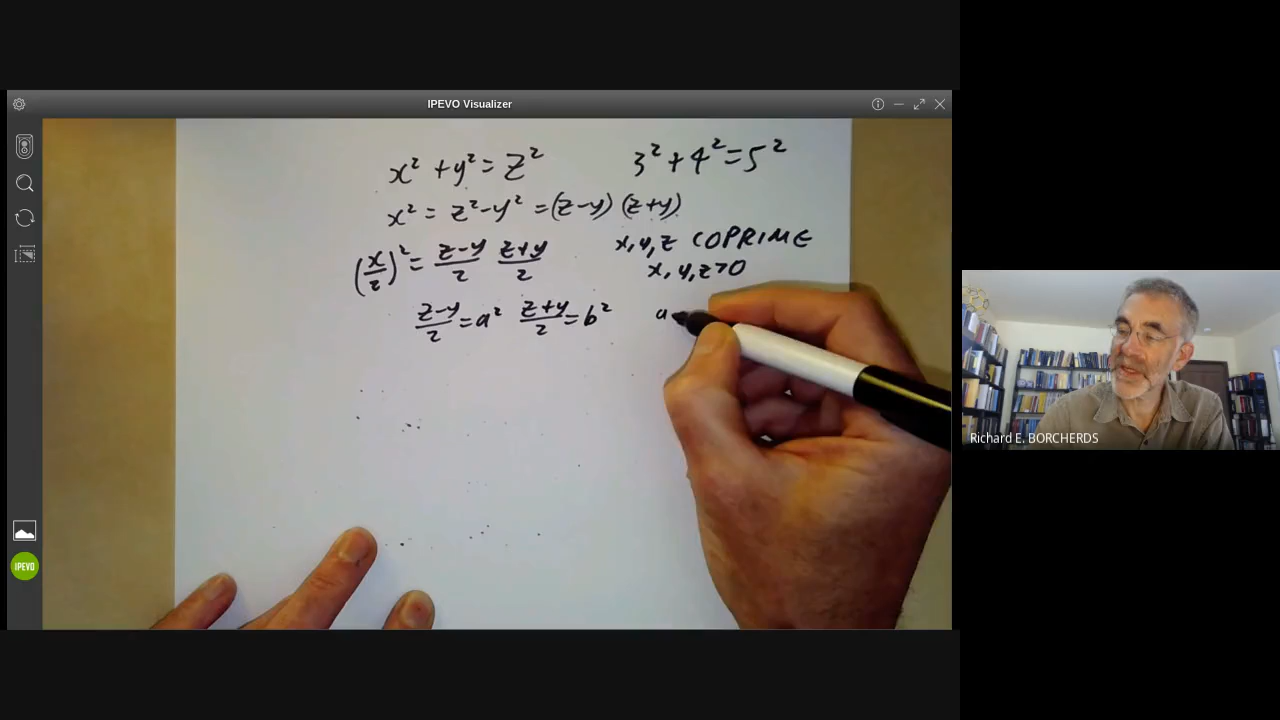 IPEVO Visualizer
x² + y² = z²
3² + 4² = 5²
x² = z² - y² = (z-y) (z+y)
(x/2)² = z-y/2 z+y/2
x, y, z COPRIME
x, y, z > 0
z-y/2 = a² z+y/2 = b²
a
IPEVO
Richard E. BORCHERDS